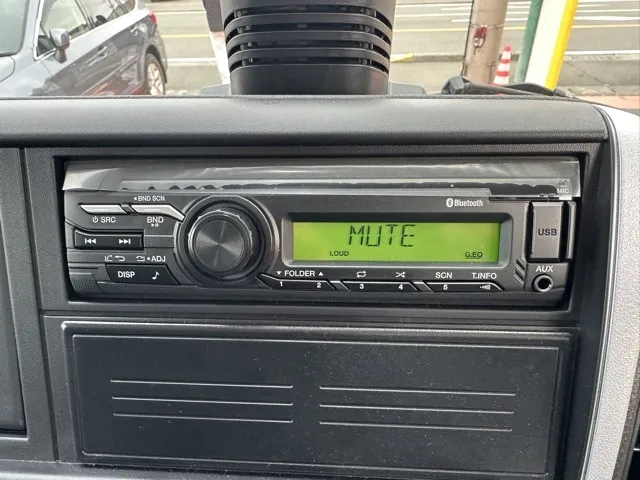 MIC
BND SCN
Bluetooth
SRC
BND
USB
MUTE
LOUD
G.EQ
DISP
ADJ
FOLDER
SCN
T.INFO
AUX
1 2 3 4 5